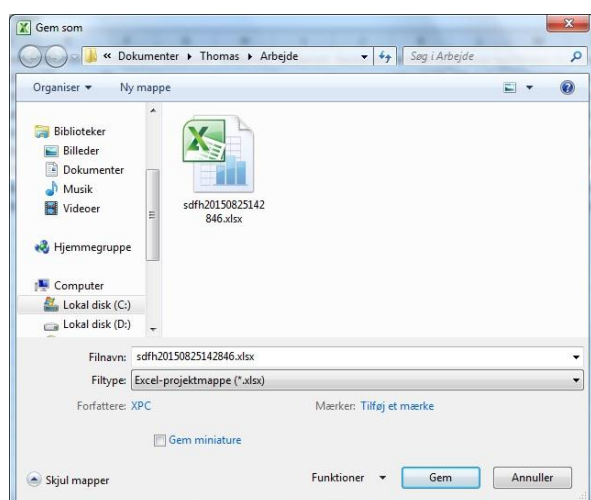 Gem som
« Dokumenter ▸ Thomas ▸ Arbejde
Søg i Arbejde
Organiser ▾ Ny mappe
Biblioteker
Billeder
Dokumenter
Musik
Videoer
Hjemmegruppe
Computer
Lokal disk (C:)
Lokal disk (D:)
sdfh20150825142
846.xlsx
Filnavn: sdfh20150825142846.xlsx
Filtype: Excel-projektmappe (*.xlsx)
Forfattere: XPC Mærker: Tilføj et mærke
Gem miniature
Skjul mapper Funktioner ▾ Gem Annuller